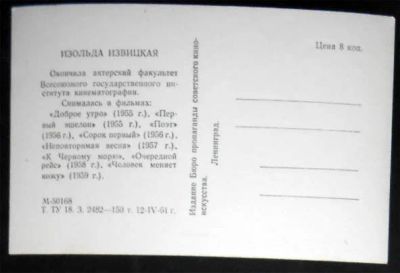 ИЗОЛЬДА ИЗВИЦКАЯ
Окончила актерский факультет
Всесоюзного государственного ин-
ститута кинематографии.
Снималась в фильмах:
«Доброе утро» (1955 г.), «Пер-
вый эшелон» (1955 г.), «Поэт»
(1956 г.), «Сорок первый» (1956 г.),
«Неповторимая весна» (1957 г.),
«К Черному морю», «Очередной
рейс» (1958 г.), «Человек меняет
кожу» (1959 г.).
М-50168
Т. ТУ 18. З. 2482—150 т. 12-IV-61 г.
Издание Бюро пропаганды советского кино-
искусства.
Ленинград.
Цена 8 коп.